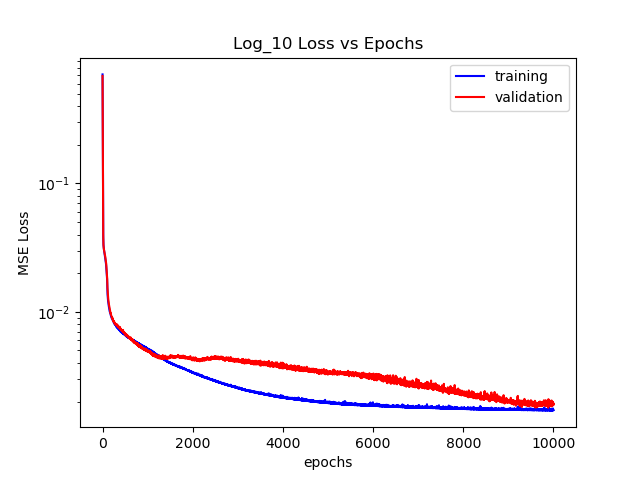 Log_10 Loss vs Epochs
training
validation
MSE Loss
10⁻¹
10⁻²
0 2000 4000 6000 8000 10000
epochs